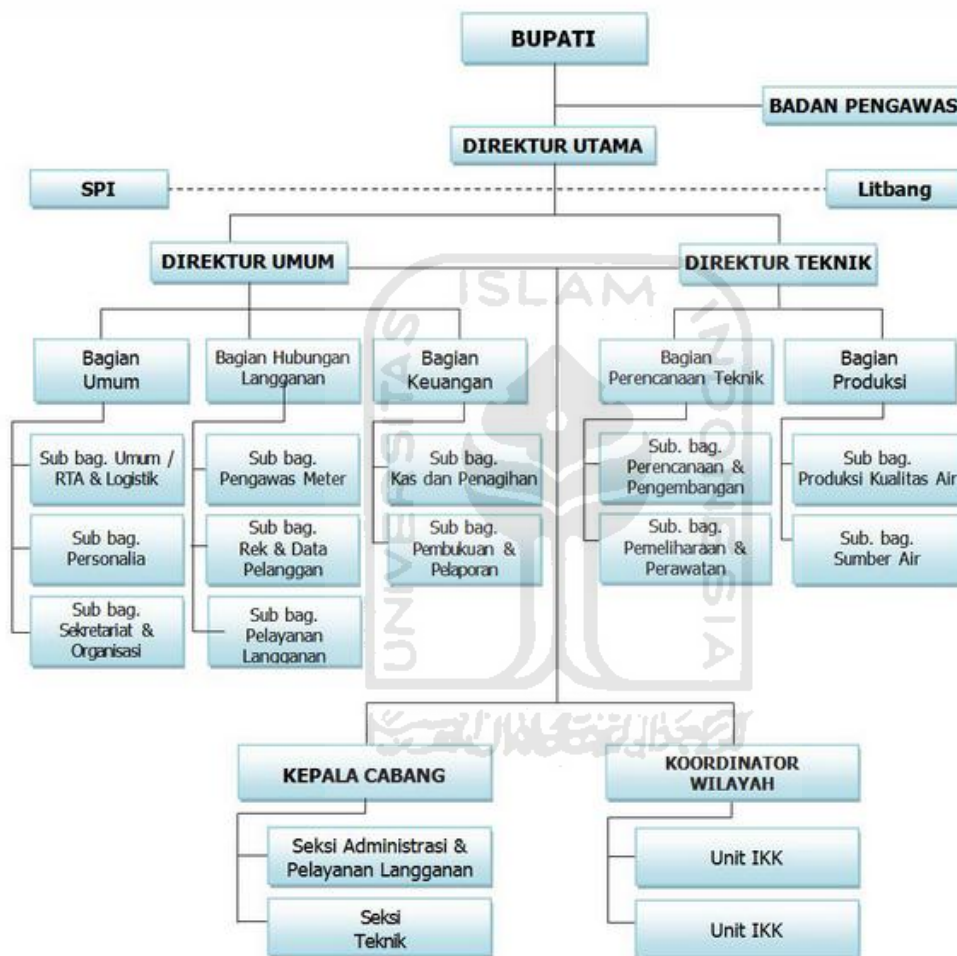 BUPATI
BADAN PENGAWAS
DIREKTUR UTAMA
SPI
Litbang
DIREKTUR UMUM
DIREKTUR TEKNIK
Bagian
Umum
Bagian Hubungan
Langganan
Bagian
Keuangan
Bagian
Perencanaan Teknik
Bagian
Produksi
Sub bag. Umum /
RTA & Logistik
Sub bag.
Personalia
Sub bag.
Sekretariat &
Organisasi
Sub bag.
Pengawas Meter
Sub bag.
Rek & Data
Pelanggan
Sub bag.
Pelayanan
Langganan
Sub bag.
Kas dan Penagihan
Sub bag.
Pembukuan &
Pelaporan
Sub. bag.
Perencanaan &
Pengembangan
Sub. bag.
Pemeliharaan &
Perawatan
Sub bag.
Produksi Kualitas Air
Sub. bag.
Sumber Air
KEPALA CABANG
Seksi Administrasi &
Pelayanan Langganan
Seksi
Teknik
KOORDINATOR
WILAYAH
Unit IKK
Unit IKK
UNIVERSITAS
ISLAM
INDONESIA